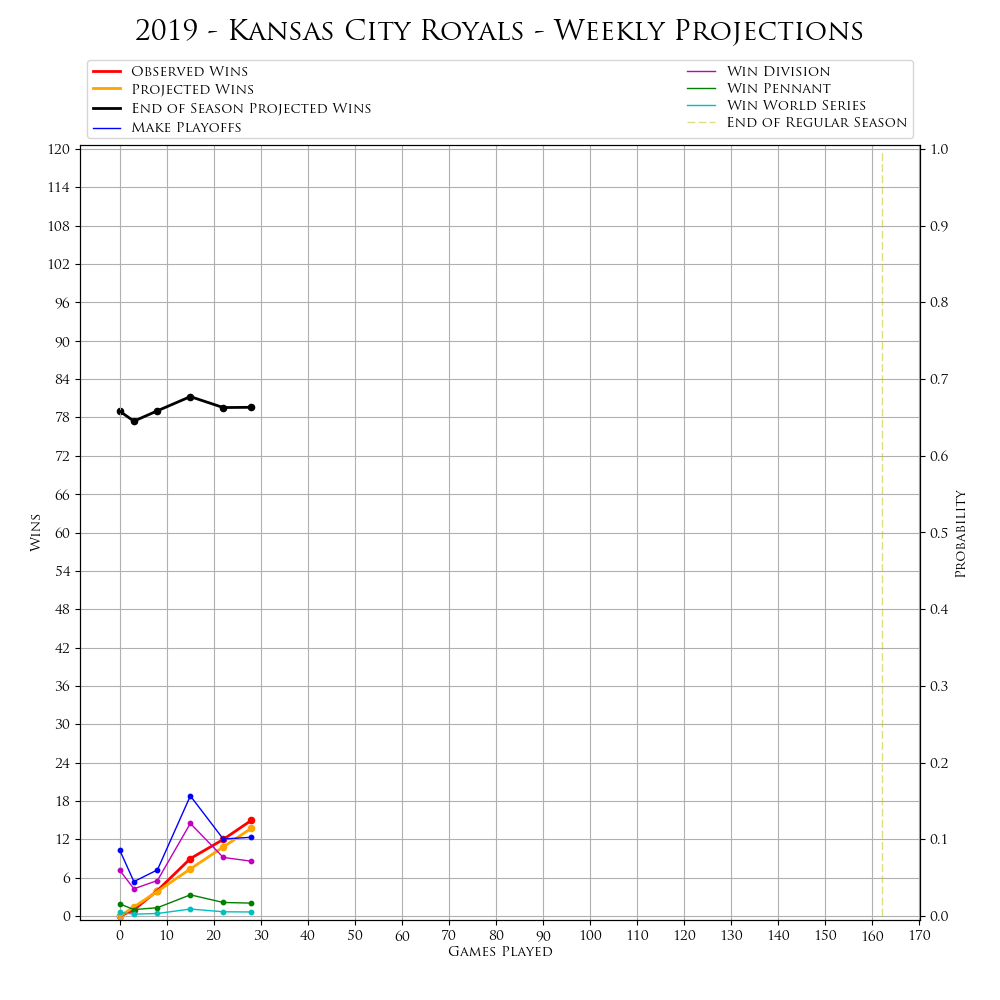 2019 - Kansas City Royals - Weekly Projections
Observed Wins
Projected Wins
End of Season Projected Wins
Make Playoffs
Win Division
Win Pennant
Win World Series
End of Regular Season
120
114
108
102
96
90
84
78
72
66
60
54
48
42
36
30
24
18
12
6
0
Wins
1.0
0.9
0.8
0.7
0.6
0.5
0.4
0.3
0.2
0.1
0.0
Probability
0 10 20 30 40 50 60 70 80 90 100 110 120 130 140 150 160 170
Games Played